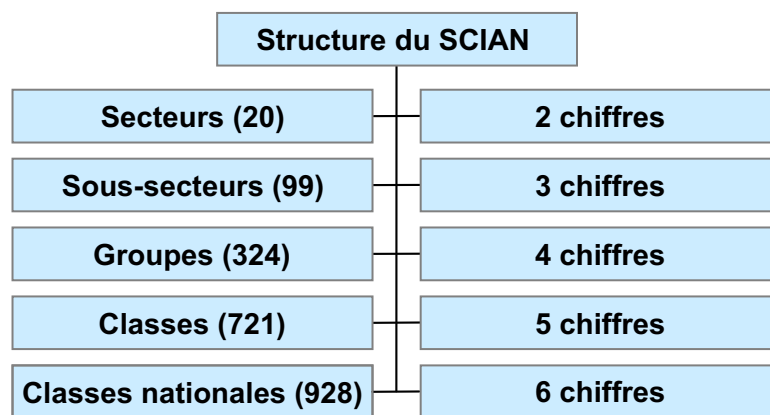 Structure du SCIAN
Secteurs (20)
2 chiffres
Sous-secteurs (99)
3 chiffres
Groupes (324)
4 chiffres
Classes (721)
5 chiffres
Classes nationales (928)
6 chiffres